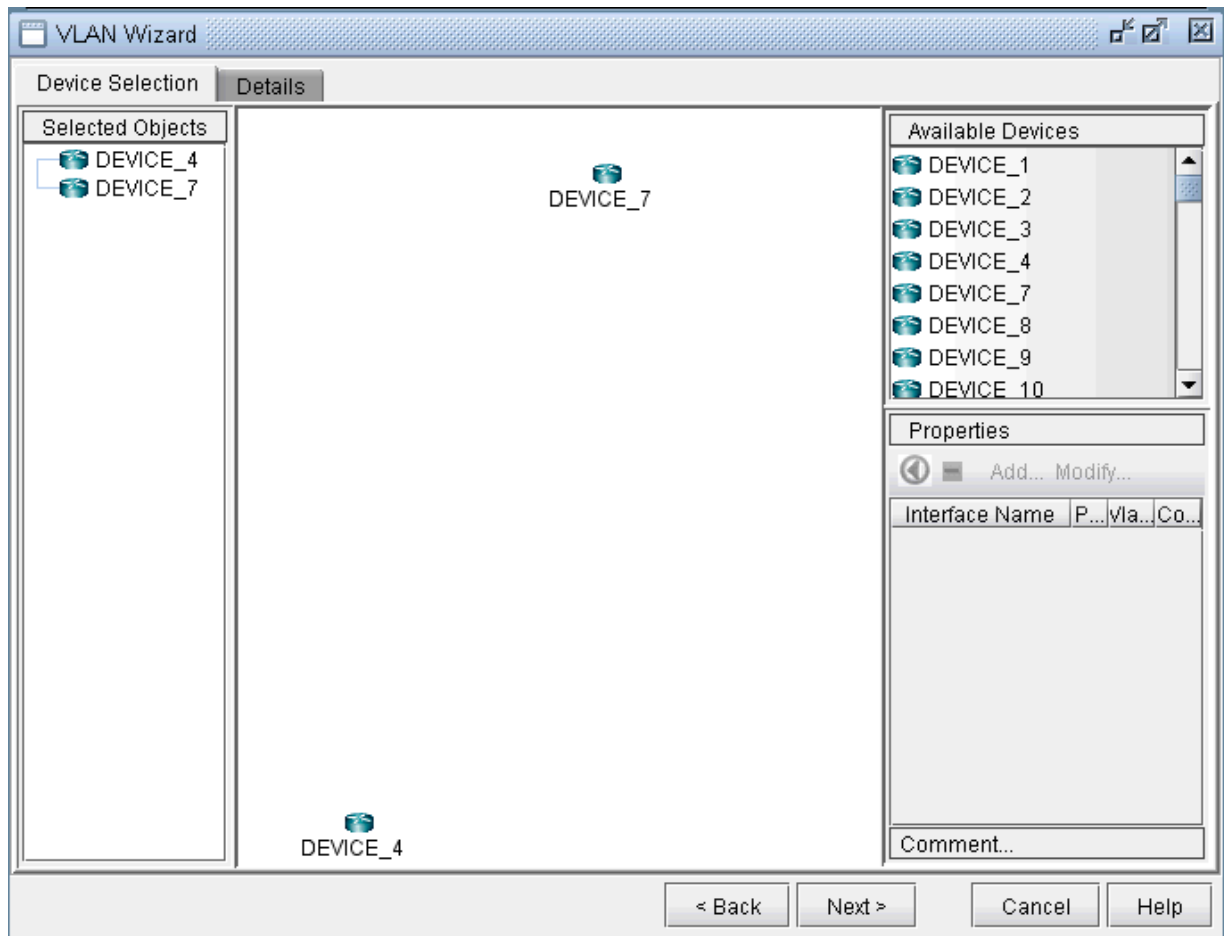 VLAN Wizard
Device Selection
Details
Selected Objects
DEVICE_4
DEVICE_7
DEVICE_7
DEVICE_4
Available Devices
DEVICE_1
DEVICE_2
DEVICE_3
DEVICE_4
DEVICE_7
DEVICE_8
DEVICE_9
DEVICE_10
Properties
Add... Modify...
Interface Name P... Vla... Co...
Comment...
< Back Next > Cancel Help